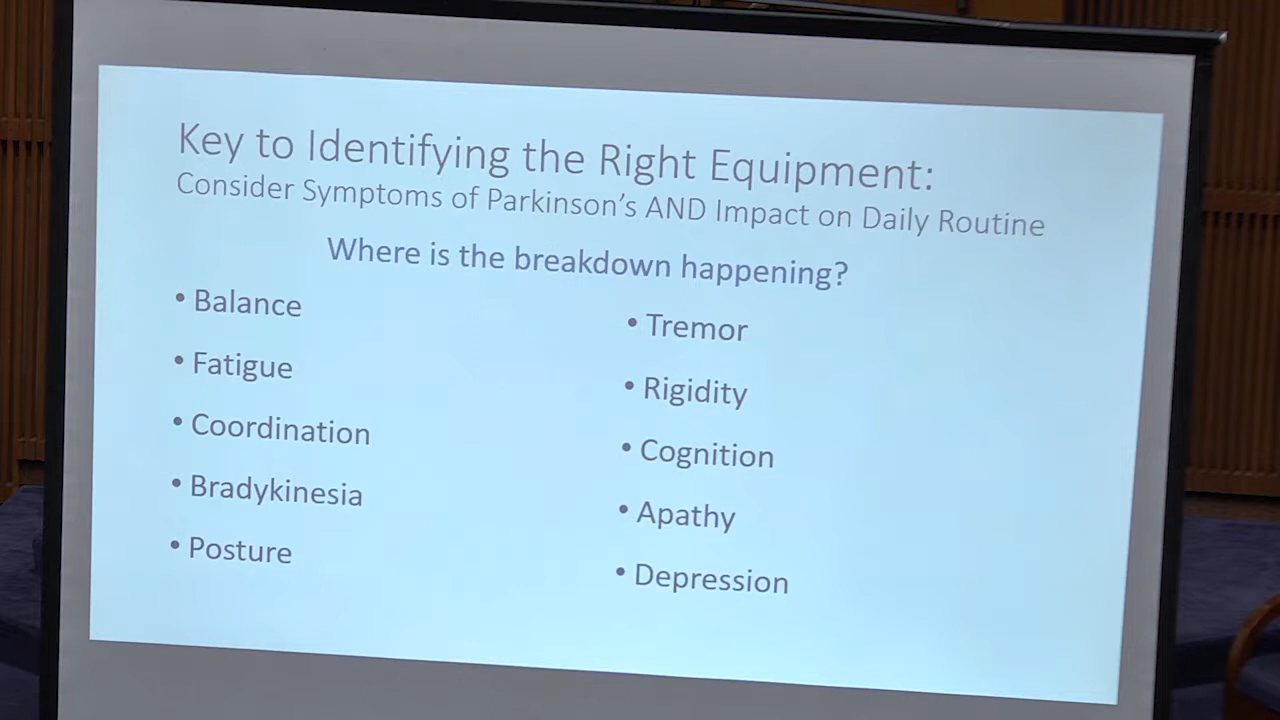 Key to Identifying the Right Equipment:
Consider Symptoms of Parkinson's AND Impact on Daily Routine
Where is the breakdown happening?
• Balance
• Fatigue
• Coordination
• Bradykinesia
• Posture
• Tremor
• Rigidity
• Cognition
• Apathy
• Depression